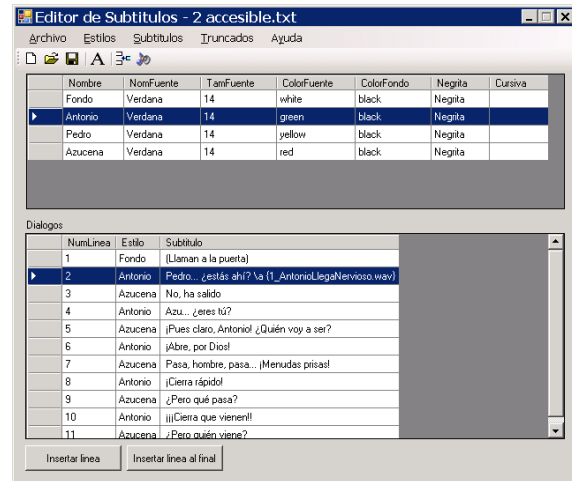 Editor de Subtitulos - 2 accesible.txt
Archivo Estilos Subtitulos Truncados Ayuda
Nombre NomFuente TamFuente ColorFuente ColorFondo Negrita Cursiva
Fondo Verdana 14 white black Negrita
Antonio Verdana 14 green black Negrita
Pedro Verdana 14 yellow black Negrita
Azucena Verdana 14 red black Negrita
Dialogos
NumLinea Estilo Subtitulo
1 Fondo (Llaman a la puerta)
2 Antonio Pedro... ¿estás ahí? \a {1_AntonioLlegaNervioso.wav}
3 Azucena No, ha salido
4 Antonio Azu... ¿eres tú?
5 Azucena ¡Pues claro, Antonio! ¿Quién voy a ser?
6 Antonio ¡Abre, por Dios!
7 Azucena Pasa, hombre, pasa... ¡Menudas prisas!
8 Antonio ¡Cierra rápido!
9 Azucena ¿Pero qué pasa?
10 Antonio ¡¡¡Cierra que vienen!!
11 Azucena ¿Pero quién viene?
Insertar linea Insertar linea al final